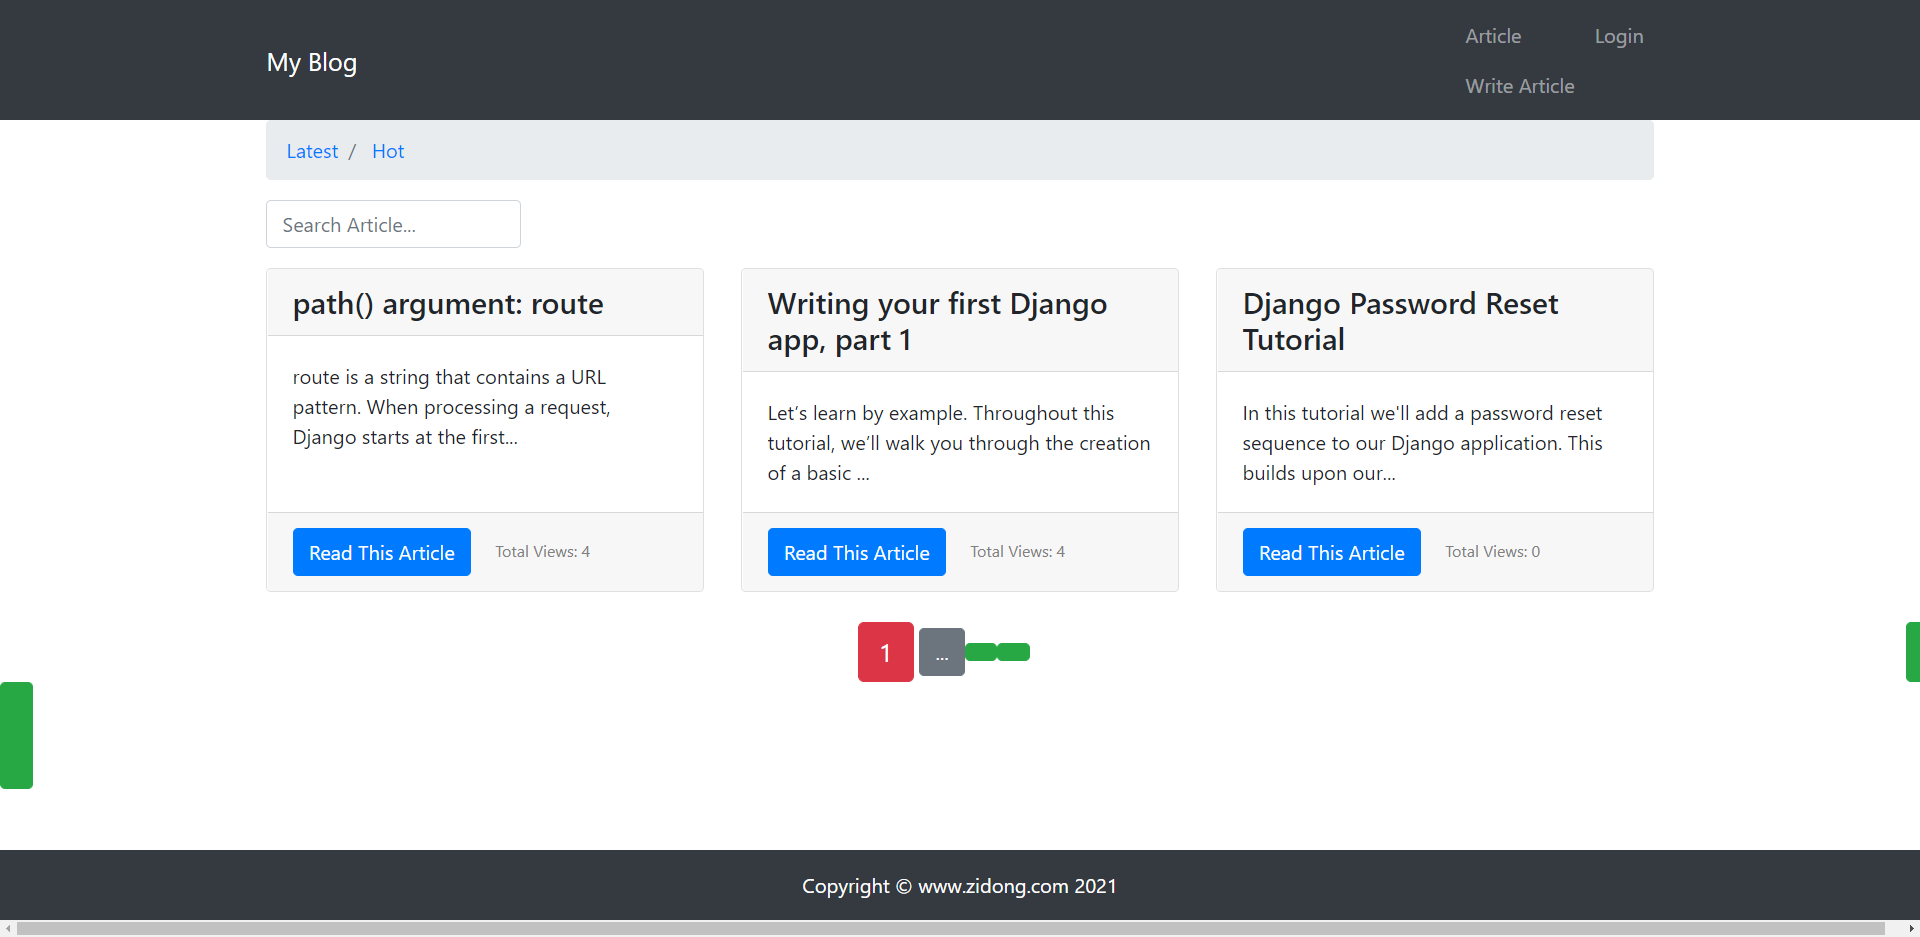 My Blog
Article
Login
Write Article
Latest / Hot
Search Article...
path() argument: route
route is a string that contains a URL
pattern. When processing a request,
Django starts at the first...
Read This Article
Total Views: 4
Writing your first Django
app, part 1
Let’s learn by example. Throughout this
tutorial, we’ll walk you through the creation
of a basic ...
Read This Article
Total Views: 4
Django Password Reset
Tutorial
In this tutorial we'll add a password reset
sequence to our Django application. This
builds upon our...
Read This Article
Total Views: 0
1 ...
Copyright © www.zidong.com 2021